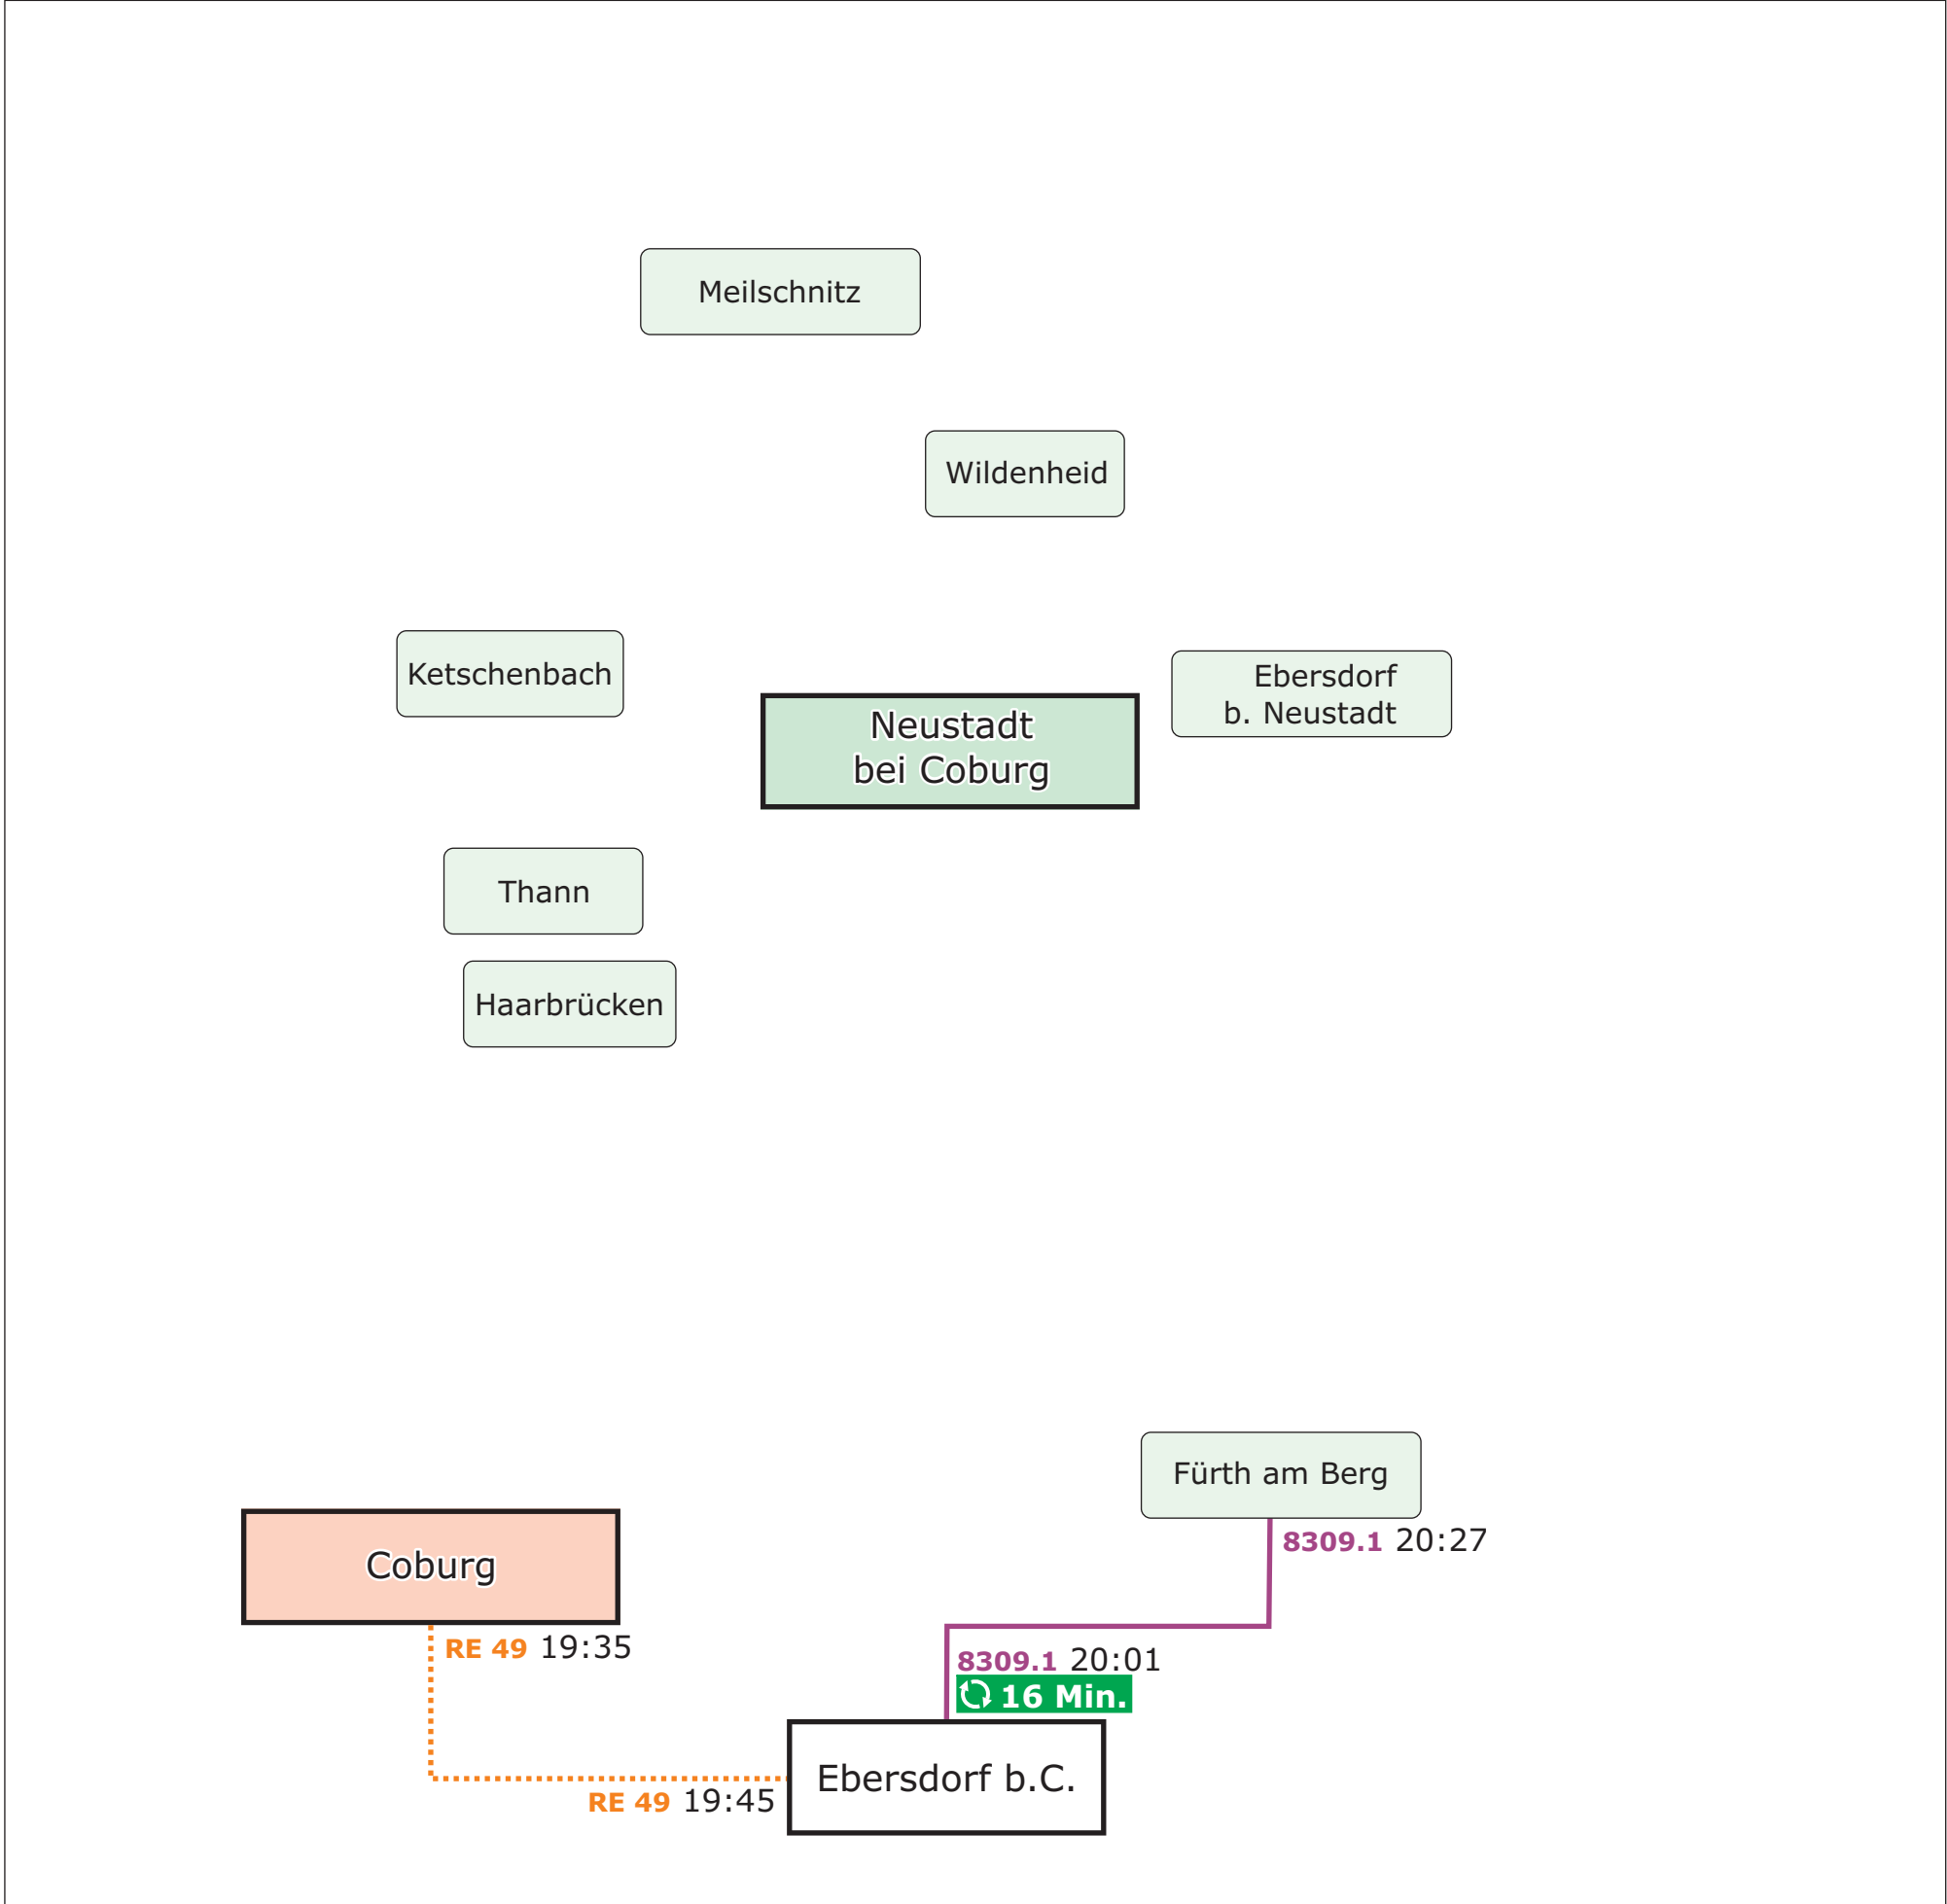 Meilschnitz
Wildenheid
Ketschenbach
Ebersdorf
b. Neustadt
Neustadt
bei Coburg
Thann
Haarbrücken
Fürth am Berg
8309.1 20:27
Coburg
RE 49 19:35
8309.1 20:01
16 Min.
Ebersdorf b.C.
RE 49 19:45